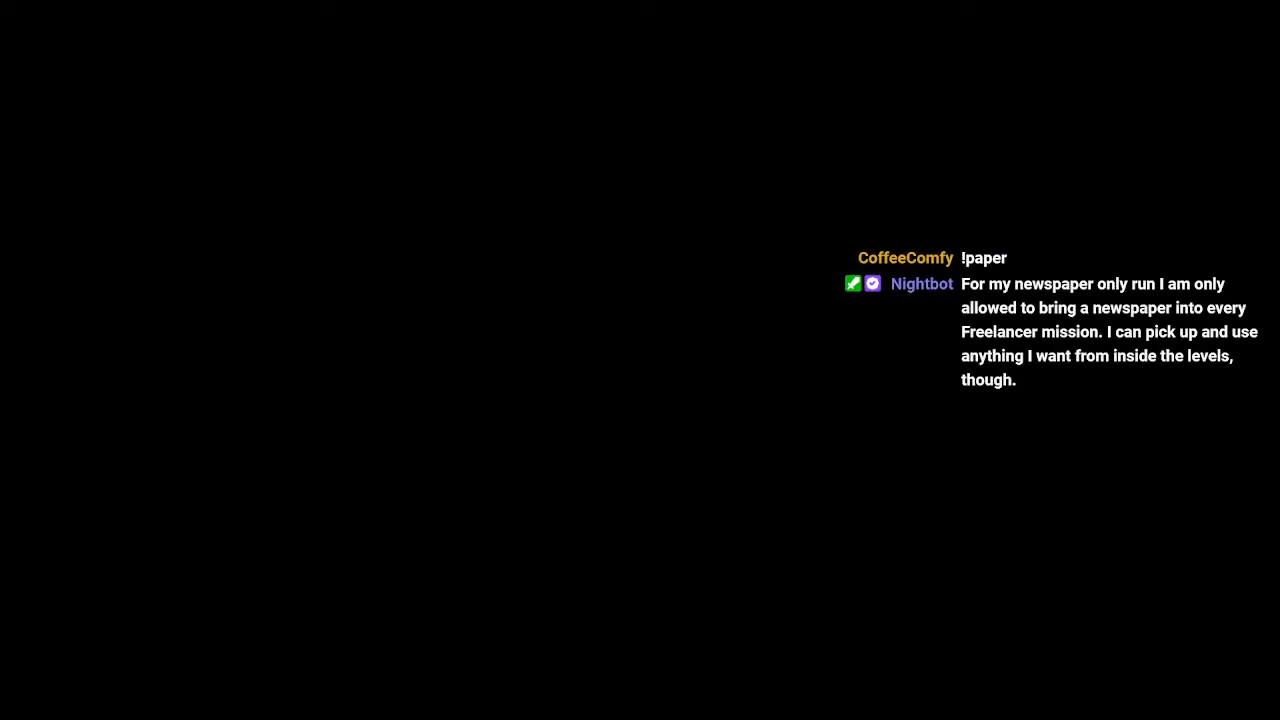 CoffeeComfy !paper
Nightbot For my newspaper only run I am only
allowed to bring a newspaper into every
Freelancer mission. I can pick up and use
anything I want from inside the levels,
though.